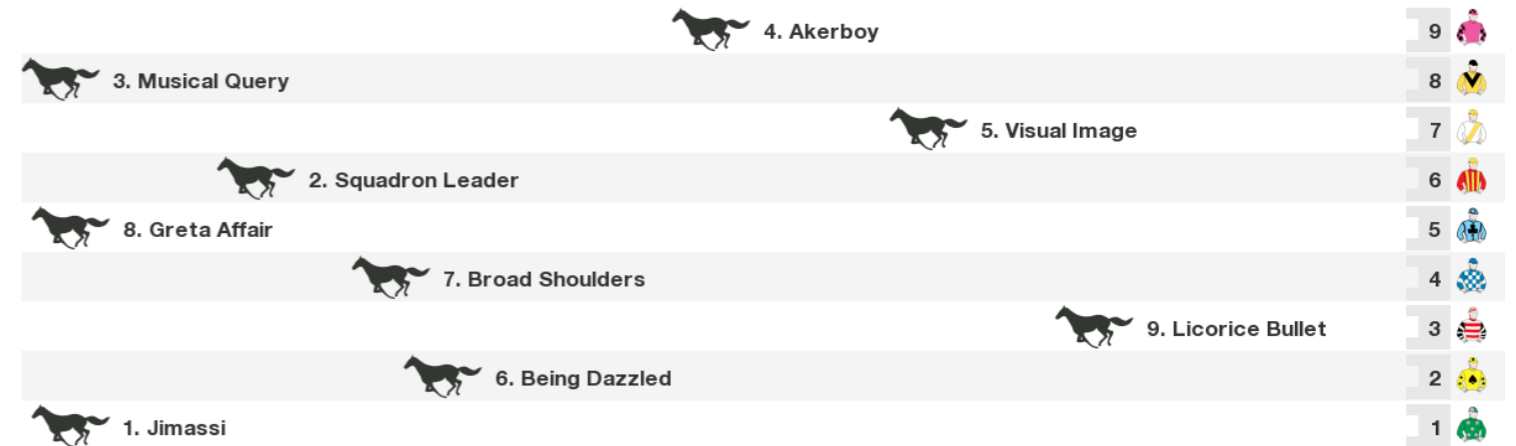 4. Akerboy 9
3. Musical Query 8
5. Visual Image 7
2. Squadron Leader 6
8. Greta Affair 5
7. Broad Shoulders 4
9. Licorice Bullet 3
6. Being Dazzled 2
1. Jimassi 1